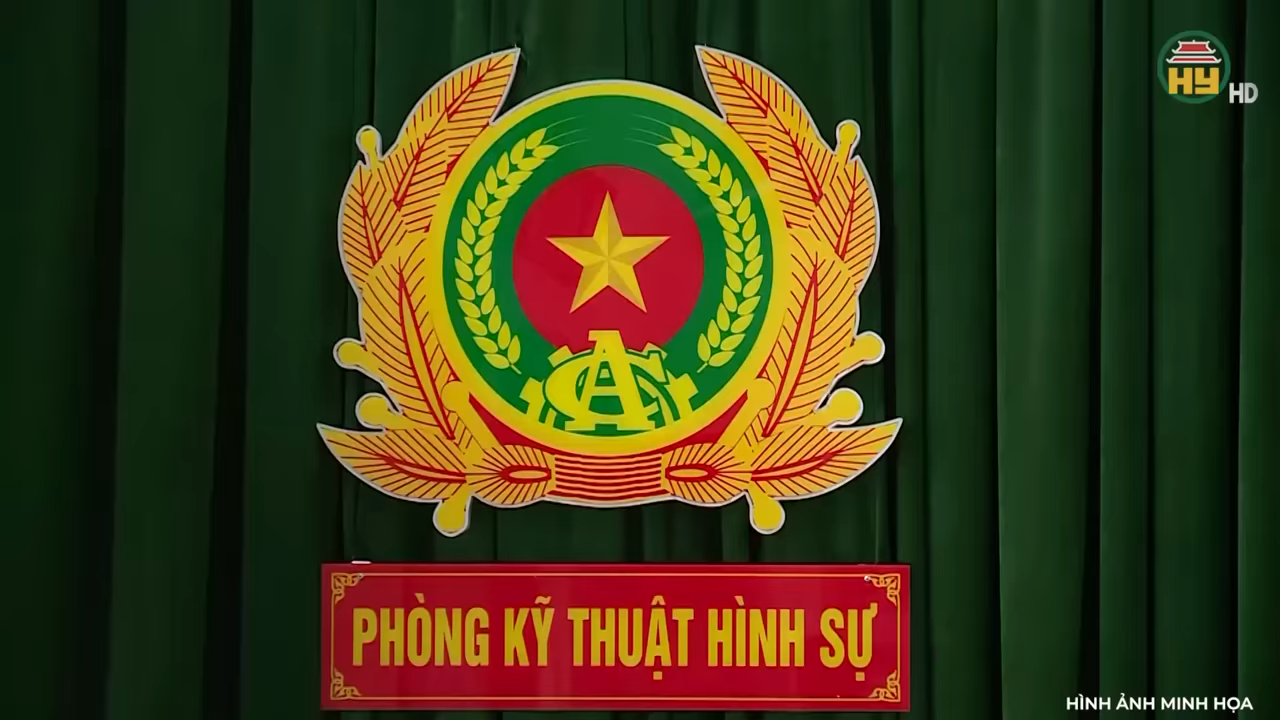 HY
HD
CA
PHÒNG KỸ THUẬT HÌNH SỰ
HÌNH ẢNH MINH HỌA